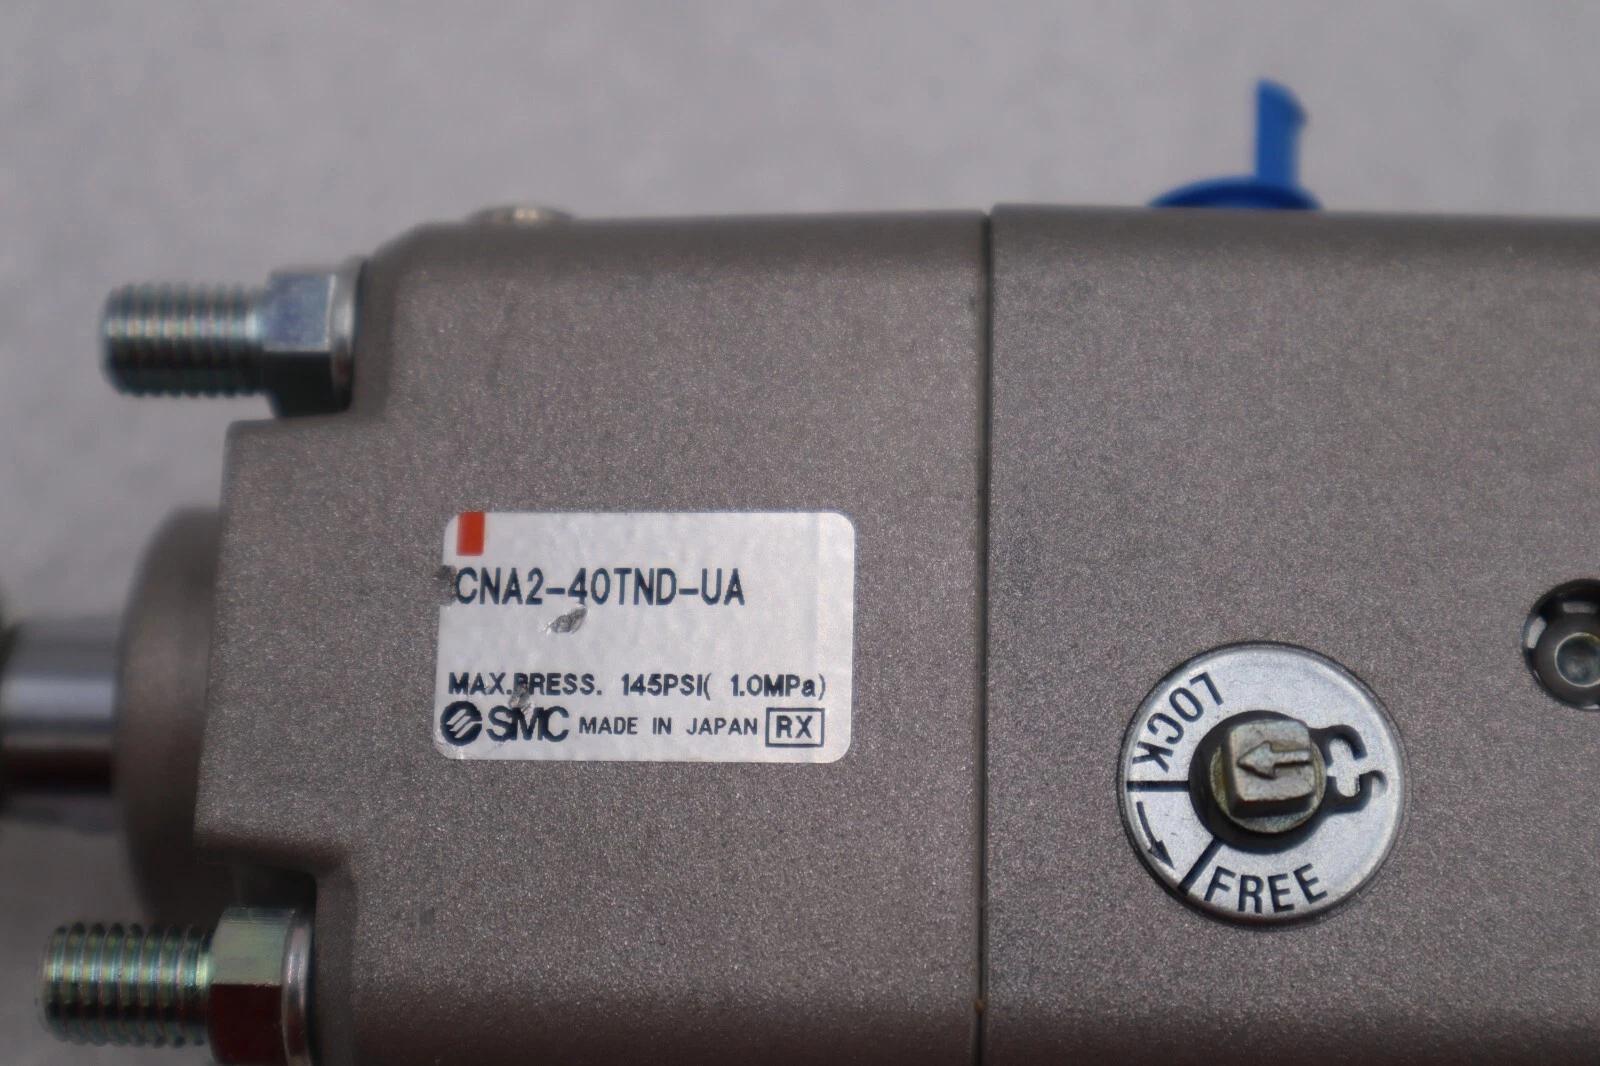 CNA2-40TND-UA
MAX.PRESS. 145PSI( 1.0MPa)
SMC MADE IN JAPAN RX
LOCK
FREE